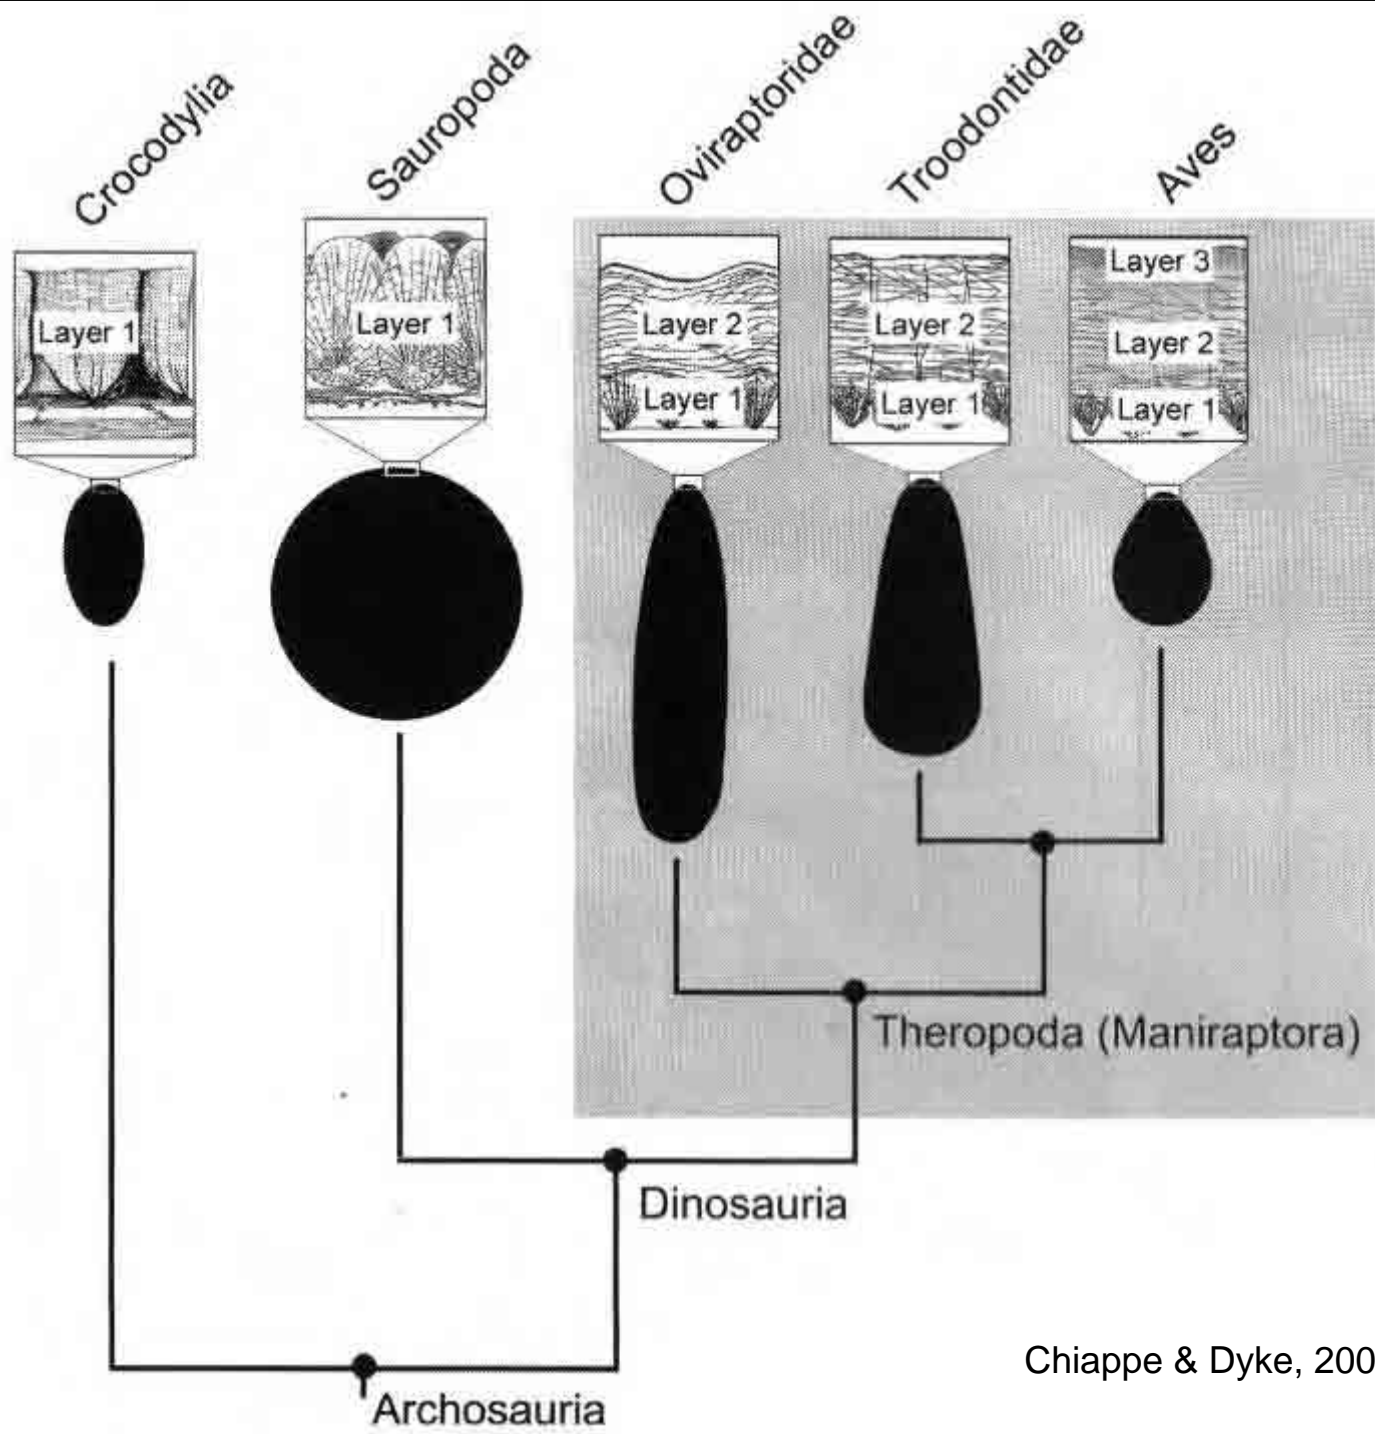 Crocodylia
Sauropoda
Oviraptoridae
Troodontidae
Aves
Layer 1
Layer 1
Layer 2
Layer 1
Layer 2
Layer 1
Layer 3
Layer 2
Layer 1
Theropoda (Maniraptora)
Dinosauria
Archosauria
Chiappe & Dyke, 200